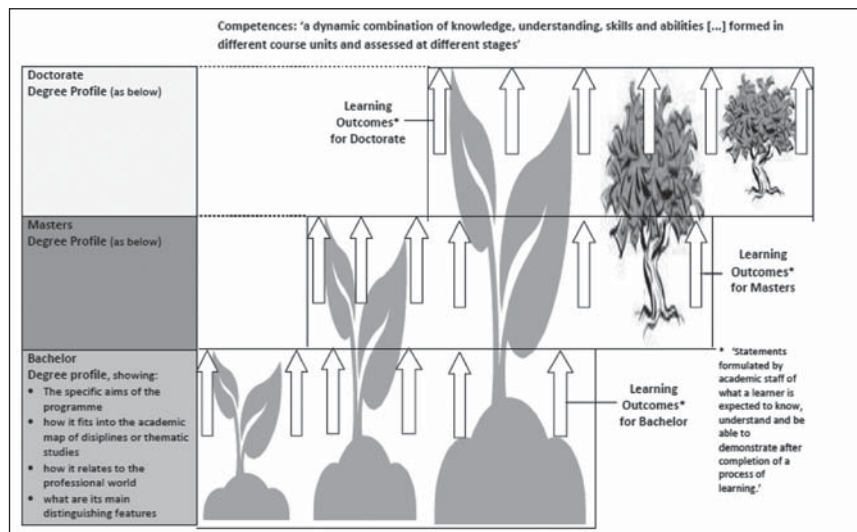 Competences: 'a dynamic combination of knowledge, understanding, skills and abilities [...] formed in
different course units and assessed at different stages'
Doctorate
Degree Profile (as below)
Learning
Outcomes*
for Doctorate
Masters
Degree Profile (as below)
Learning
Outcomes*
for Masters
Bachelor
Degree profile, showing:
• The specific aims of the
programme
• how it fits into the academic
map of disiplines or thematic
studies
• how it relates to the
professional world
• what are its main
distinguishing features
Learning
Outcomes*
for Bachelor
* 'Statements
formulated by
academic staff of
what a learner is
expected to know,
understand and be
able to
demonstrate after
completion of a
process of
learning.'